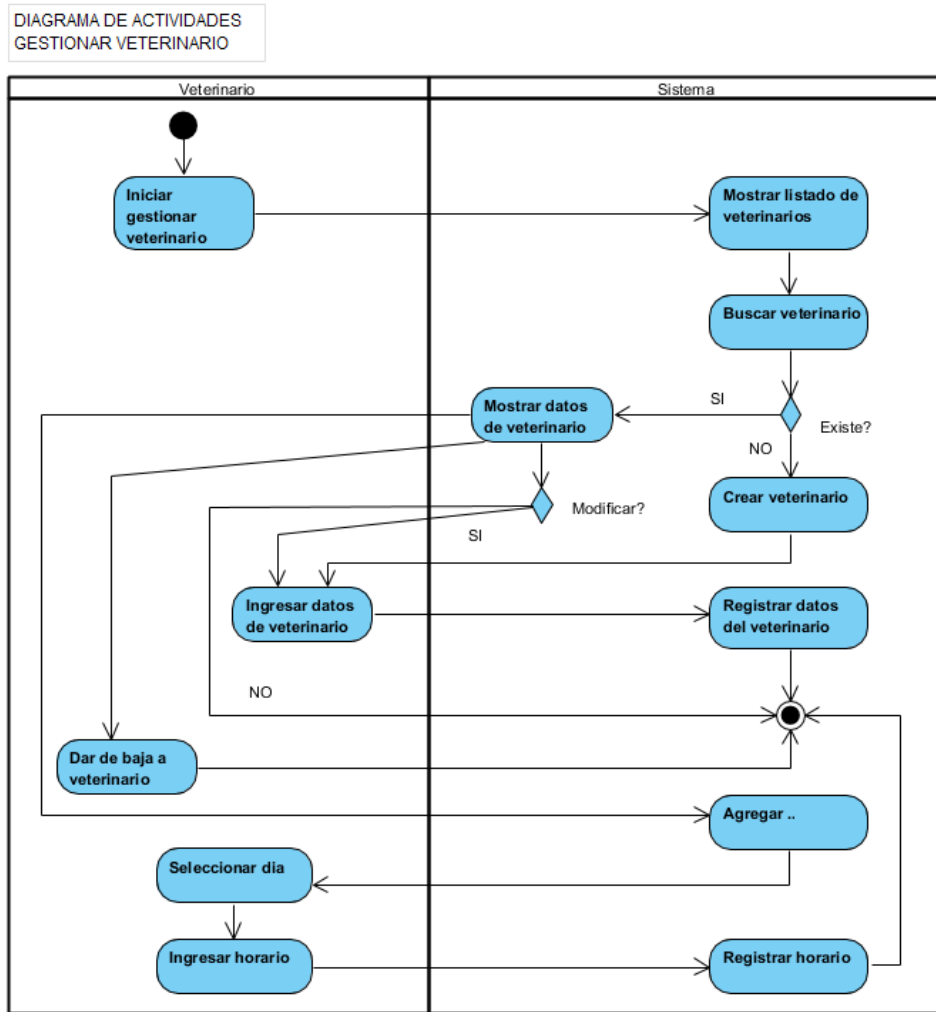 DIAGRAMA DE ACTIVIDADES
GESTIONAR VETERINARIO
Veterinario
Sistema
Iniciar
gestionar
veterinario
Mostrar listado de
veterinarios
Buscar veterinario
Mostrar datos
de veterinario
SI
Existe?
NO
Crear veterinario
Modificar?
SI
Ingresar datos
de veterinario
Registrar datos
del veterinario
NO
Dar de baja a
veterinario
Agregar ..
Seleccionar dia
Ingresar horario
Registrar horario